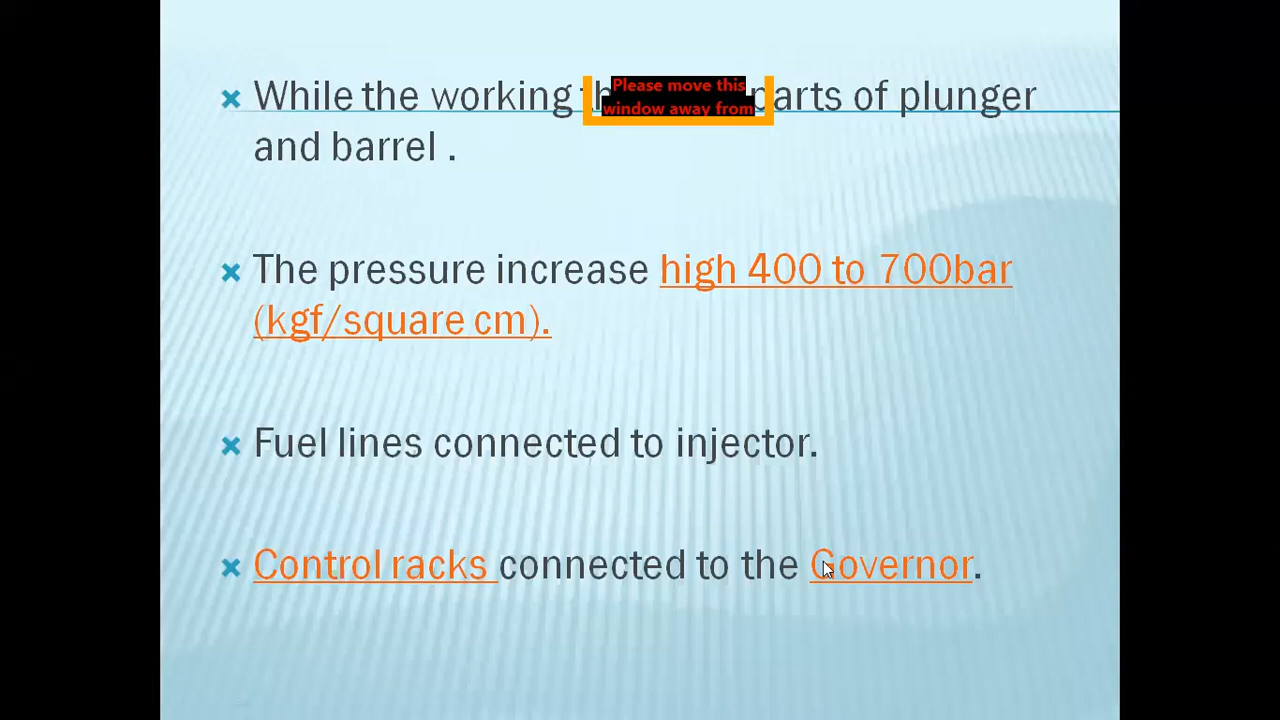 While the working parts of plunger
and barrel .
Please move this
window away from
The pressure increase high 400 to 700bar
(kgf/square cm).
Fuel lines connected to injector.
Control racks connected to the Governor.